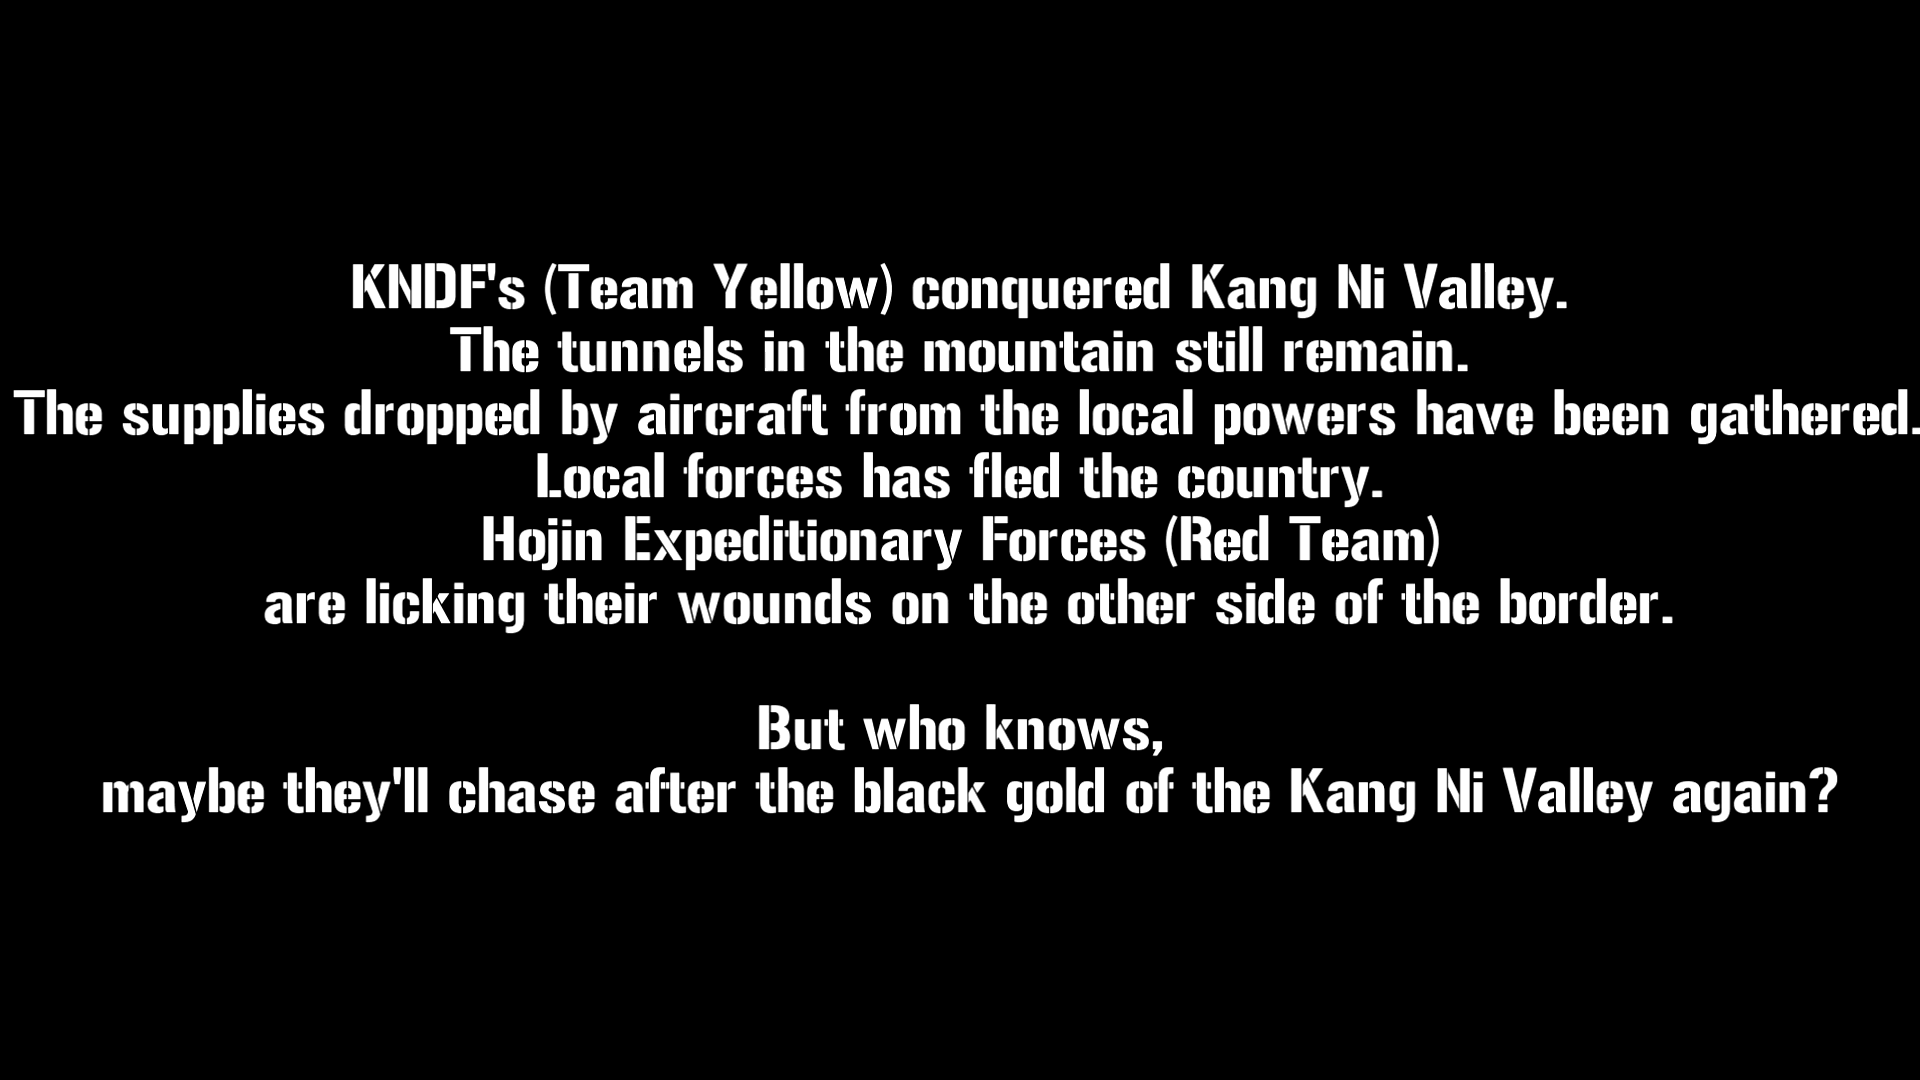 KNDF's (Team Yellow) conquered Kang Ni Valley.
The tunnels in the mountain still remain.
The supplies dropped by aircraft from the local powers have been gathered.
Local forces has fled the country.
Hojin Expeditionary Forces (Red Team)
are licking their wounds on the other side of the border.
But who knows,
maybe they'll chase after the black gold of the Kang Ni Valley again?